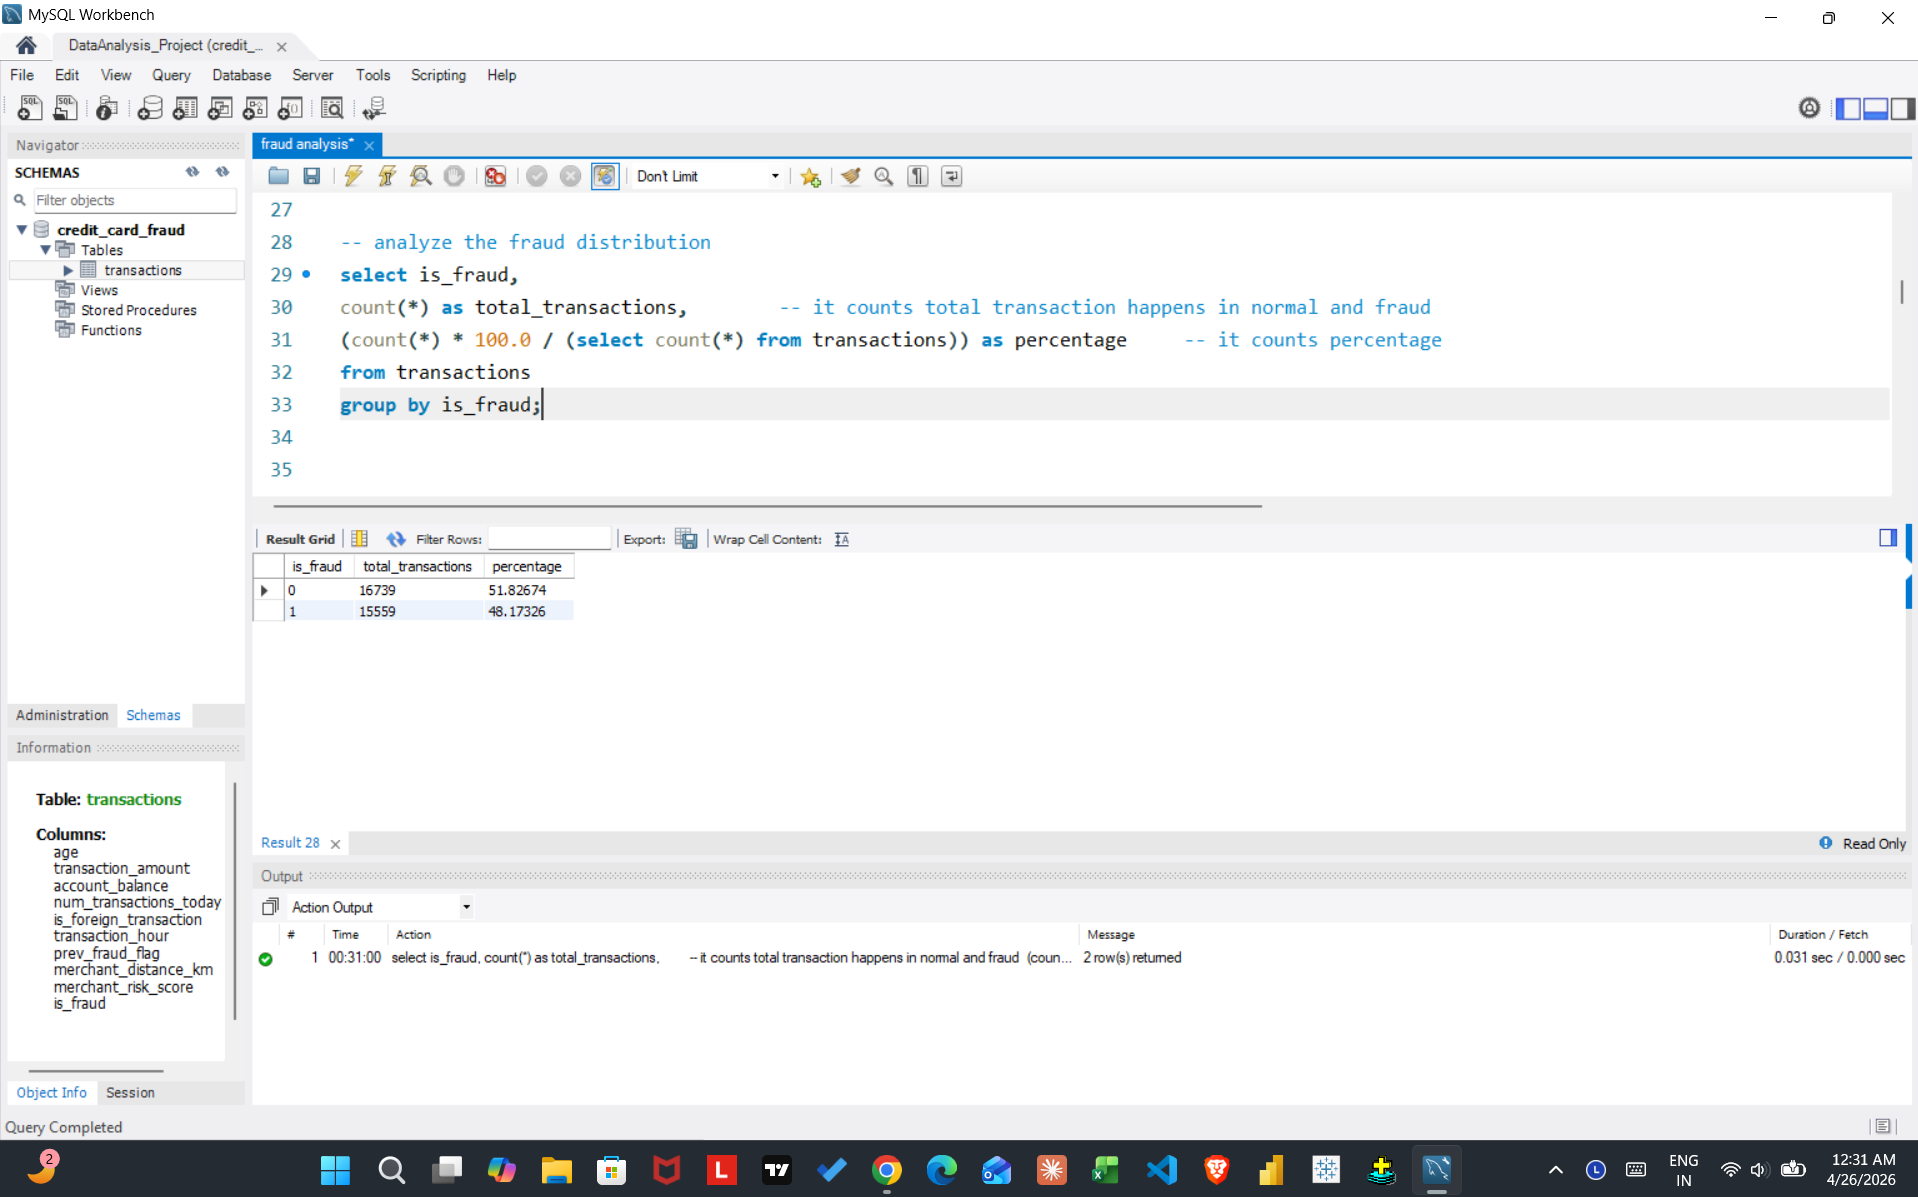 MySQL Workbench
DataAnalysis_Project (credit_...
File Edit View Query Database Server Tools Scripting Help
Navigator
SCHEMAS
Filter objects
credit_card_fraud
Tables
transactions
Views
Stored Procedures
Functions
Administration Schemas
Information
Table: transactions
Columns:
age
transaction_amount
account_balance
num_transactions_today
is_foreign_transaction
transaction_hour
prev_fraud_flag
merchant_distance_km
merchant_risk_score
is_fraud
Object Info Session
fraud analysis*
Don't Limit
27
28 -- analyze the fraud distribution
29 select is_fraud,
30 count(*) as total_transactions, -- it counts total transaction happens in normal and fraud
31 (count(*) * 100.0 / (select count(*) from transactions)) as percentage -- it counts percentage
32 from transactions
33 group by is_fraud;
34
35
Result Grid Filter Rows: Export: Wrap Cell Content:
is_fraud total_transactions percentage
0 16739 51.82674
1 15559 48.17326
Result 28 Read Only
Output
Action Output
# Time Action Message Duration / Fetch
1 00:31:00 select is_fraud, count(*) as total_transactions, -- it counts total transaction happens in normal and fraud (coun... 2 row(s) returned 0.031 sec / 0.000 sec
Query Completed
2
ENG
IN
12:31 AM
4/26/2026